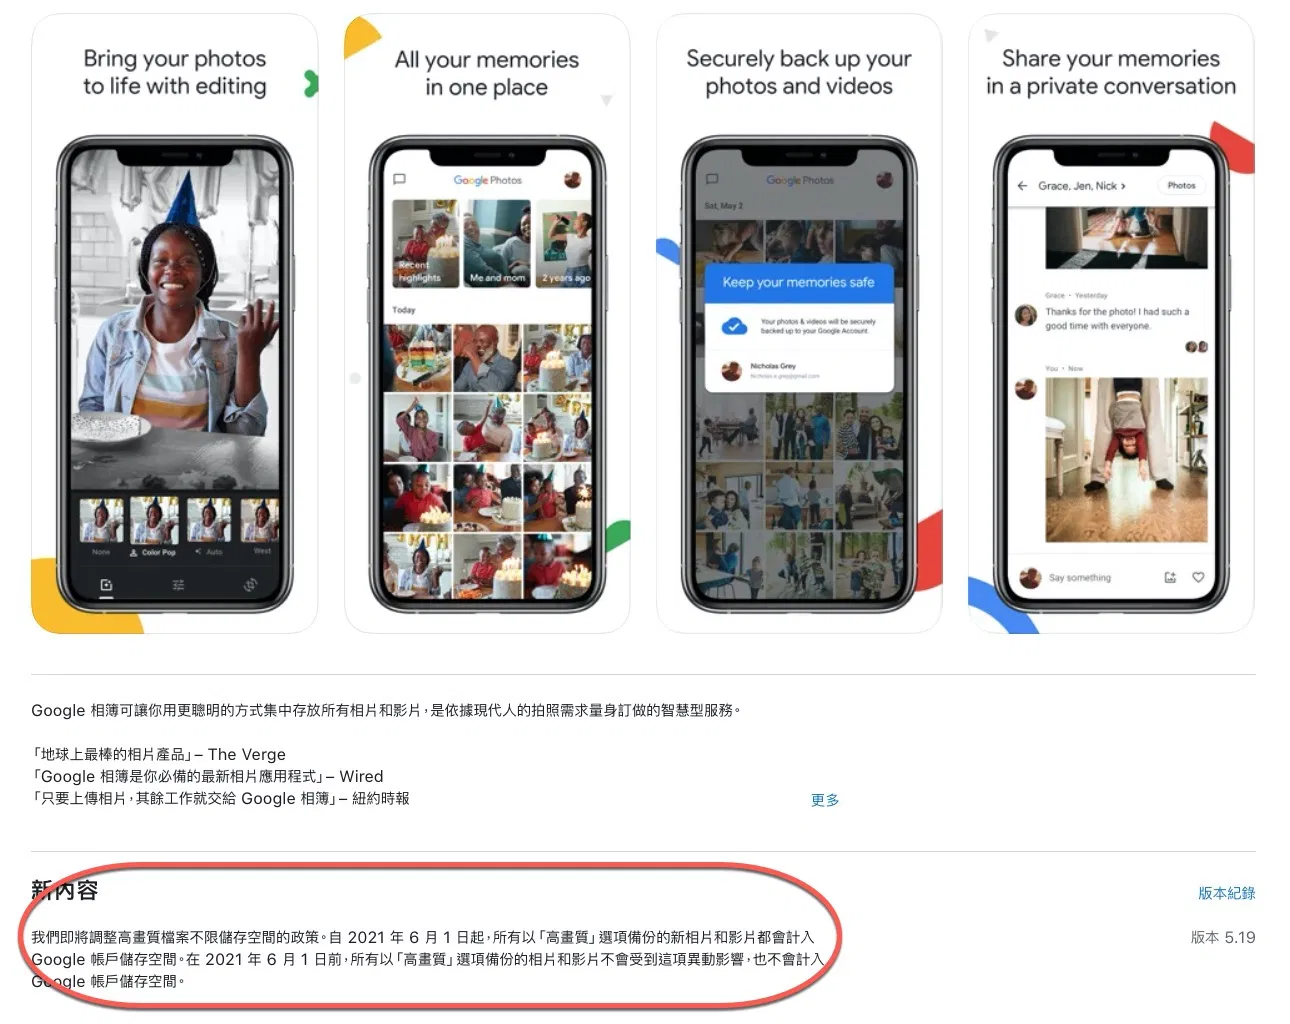 Bring your photos
to life with editing
None
Color Pop
Auto
West
All your memories
in one place
Google Photos
Recent
highlights
Me and mom
2 years ago
Today
Securely back up your
photos and videos
Google Photos
Sat, May 2
Keep your memories safe
Your photos & videos will be securely
backed up to your Google Account.
Nicholas Grey
Share your memories
in a private conversation
Grace, Jen, Nick >
Photos
Grace • Yesterday
Thanks for the photo! I had such a
good time with everyone.
You • Now
Say something
Google 相簿可讓你用更聰明的方式集中存放所有相片和影片，是依據現代人的拍照需求量身訂做的智慧型服務。
「地球上最棒的相片產品」– The Verge
「Google 相簿是你必備的最新相片應用程式」– Wired
「只要上傳相片，其餘工作就交給 Google 相簿」– 紐約時報
更多
新內容
版本紀錄
我們即將調整高畫質檔案不限儲存空間的政策。自 2021 年 6 月 1 日起，所有以「高畫質」選項備份的新相片和影片都會計入
版本 5.19
Google 帳戶儲存空間。在 2021 年 6 月 1 日前，所有以「高畫質」選項備份的相片和影片不會受到這項異動影響，也不會計入
Google 帳戶儲存空間。